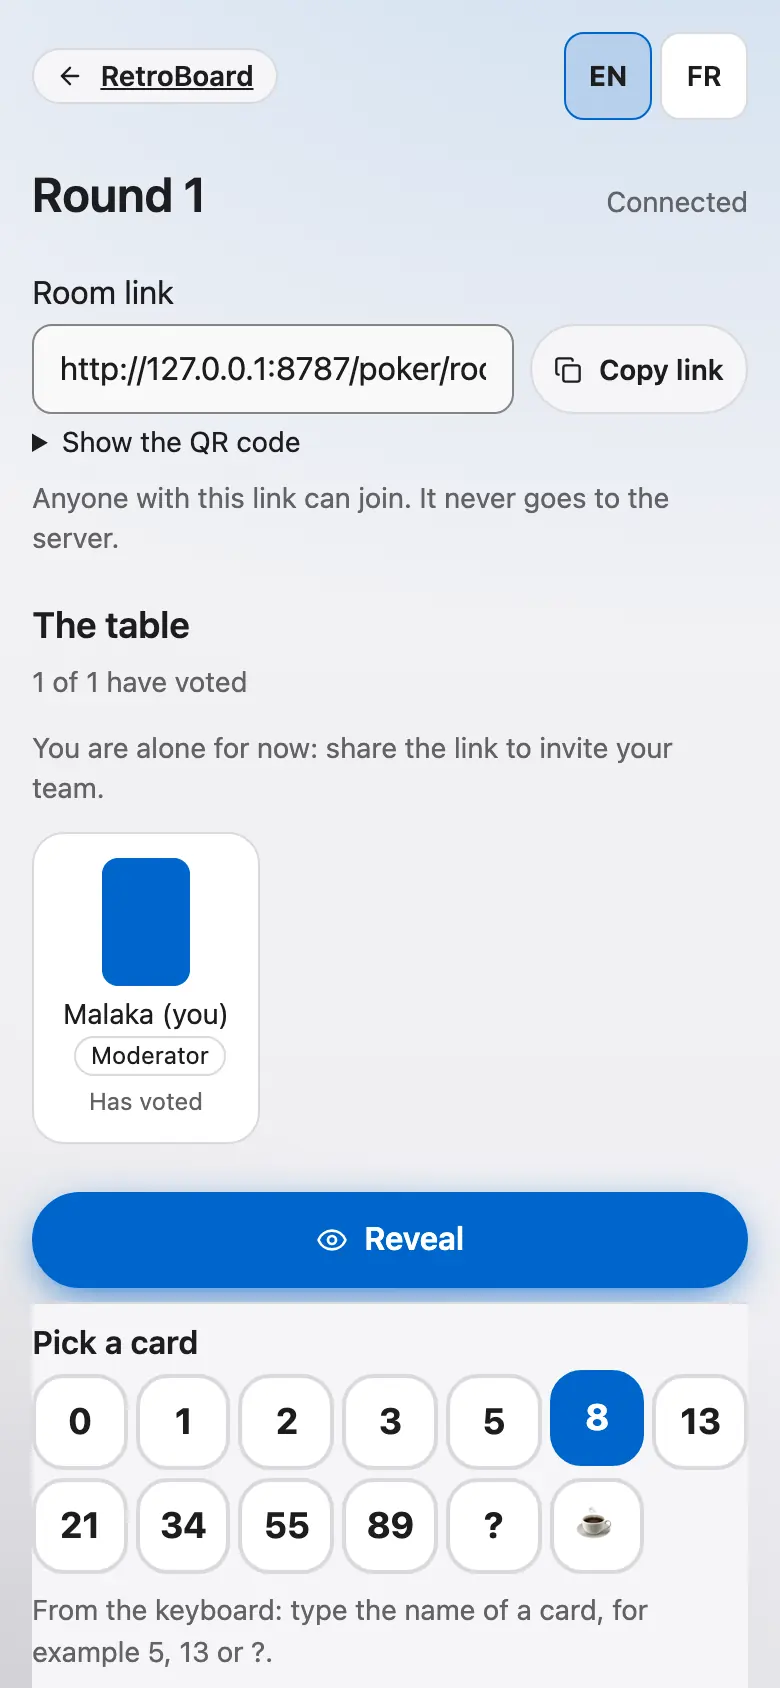 RetroBoard
EN
FR
Round 1
Connected
Room link
http://127.0.0.1:8787/poker/roo
Copy link
Show the QR code
Anyone with this link can join. It never goes to the
server.
The table
1 of 1 have voted
You are alone for now: share the link to invite your
team.
Malaka (you)
Moderator
Has voted
Reveal
Pick a card
0 1 2 3 5 8 13
21 34 55 89 ?
From the keyboard: type the name of a card, for
example 5, 13 or ?.